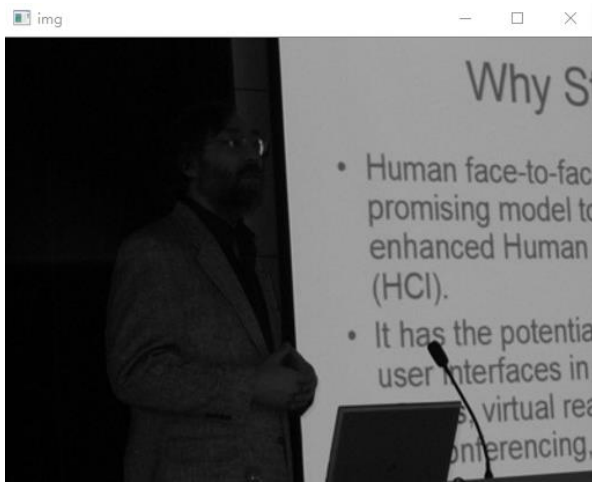 img
Why St
• Human face-to-fac
promising model to
enhanced Human
(HCI).
• It has the potentia
user interfaces in
s, virtual rea
onferencing,